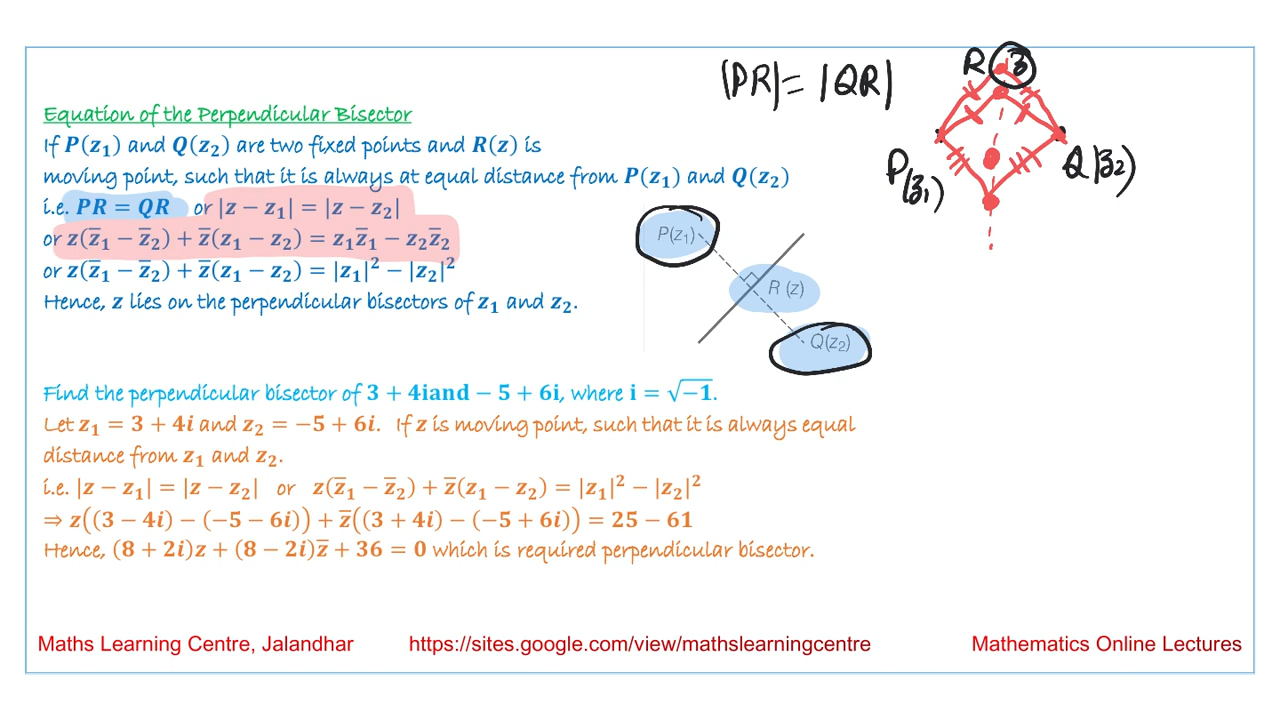 |PR| = |QR|
R z
P(z1)
Q(z2)
Equation of the Perpendicular Bisector
If P(z₁) and Q(z₂) are two fixed points and R(z) is
moving point, such that it is always at equal distance from P(z₁) and Q(z₂)
i.e. PR = QR or |z − z₁| = |z − z₂|
or z(z̅₁ − z̅₂) + z̅(z₁ − z₂) = z₁z̅₁ − z₂z̅₂
or z(z̅₁ − z̅₂) + z̅(z₁ − z₂) = |z₁|² − |z₂|²
Hence, z lies on the perpendicular bisectors of z₁ and z₂.
P(z₁)
R (z)
Q(z₂)
Find the perpendicular bisector of 3 + 4iand − 5 + 6i, where i = √−1.
Let z₁ = 3 + 4i and z₂ = −5 + 6i. If z is moving point, such that it is always equal
distance from z₁ and z₂.
i.e. |z − z₁| = |z − z₂| or z(z̅₁ − z̅₂) + z̅(z₁ − z₂) = |z₁|² − |z₂|²
⇒ z((3 − 4i) − (−5 − 6i)) + z̅((3 + 4i) − (−5 + 6i)) = 25 − 61
Hence, (8 + 2i)z + (8 − 2i)z̅ + 36 = 0 which is required perpendicular bisector.
Maths Learning Centre, Jalandhar https://sites.google.com/view/mathslearningcentre Mathematics Online Lectures